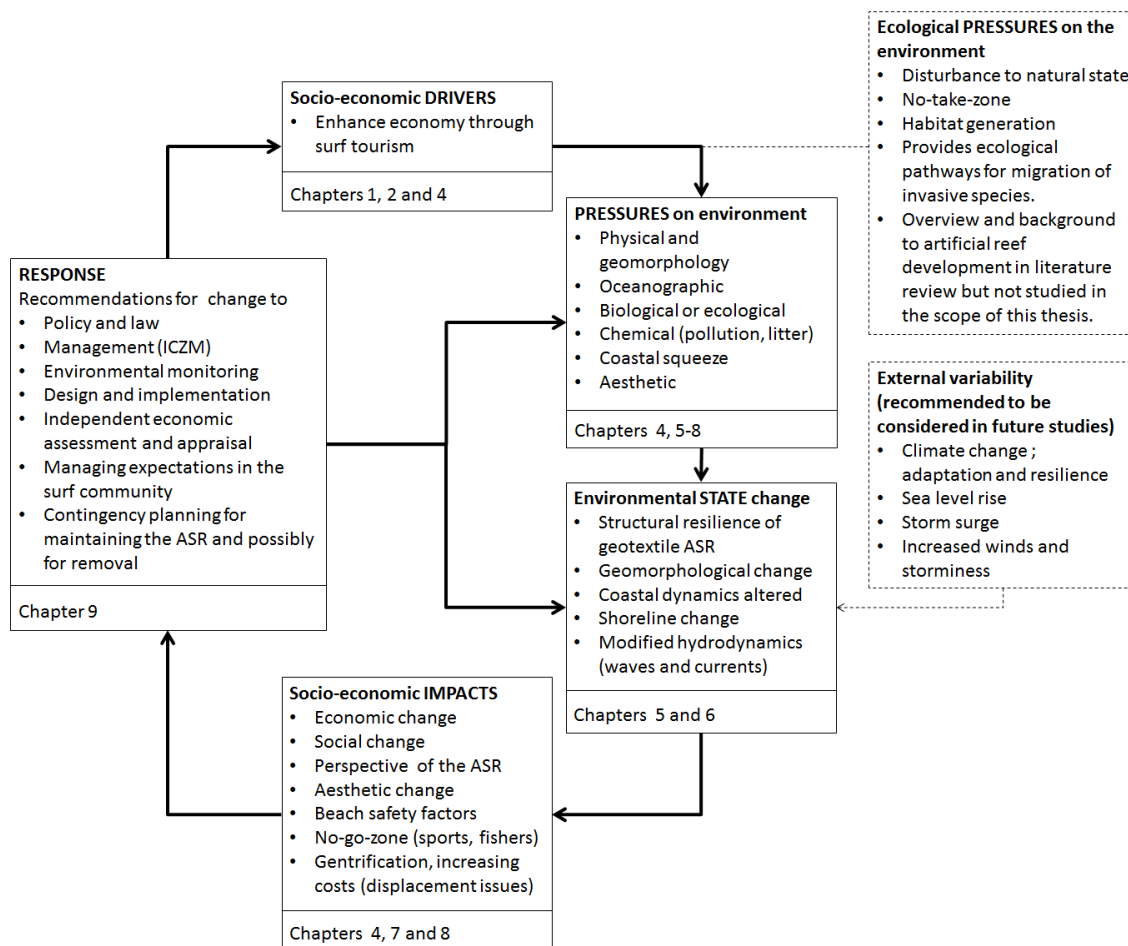 Socio-economic DRIVERS
• Enhance economy through
surf tourism
Chapters 1, 2 and 4
Ecological PRESSURES on the
environment
• Disturbance to natural state
• No-take-zone
• Habitat generation
• Provides ecological
pathways for migration of
invasive species.
• Overview and background
to artificial reef
development in literature
review but not studied in
the scope of this thesis.
PRESSURES on environment
• Physical and
geomorphology
• Oceanographic
• Biological or ecological
• Chemical (pollution, litter)
• Coastal squeeze
• Aesthetic
Chapters 4, 5-8
RESPONSE
Recommendations for change to
• Policy and law
• Management (ICZM)
• Environmental monitoring
• Design and implementation
• Independent economic
assessment and appraisal
• Managing expectations in the
surf community
• Contingency planning for
maintaining the ASR and possibly
for removal
Chapter 9
External variability
(recommended to be
considered in future studies)
• Climate change ;
adaptation and resilience
• Sea level rise
• Storm surge
• Increased winds and
storminess
Environmental STATE change
• Structural resilience of
geotextile ASR
• Geomorphological change
• Coastal dynamics altered
• Shoreline change
• Modified hydrodynamics
(waves and currents)
Chapters 5 and 6
Socio-economic IMPACTS
• Economic change
• Social change
• Perspective of the ASR
• Aesthetic change
• Beach safety factors
• No-go-zone (sports, fishers)
• Gentrification, increasing
costs (displacement issues)
Chapters 4, 7 and 8